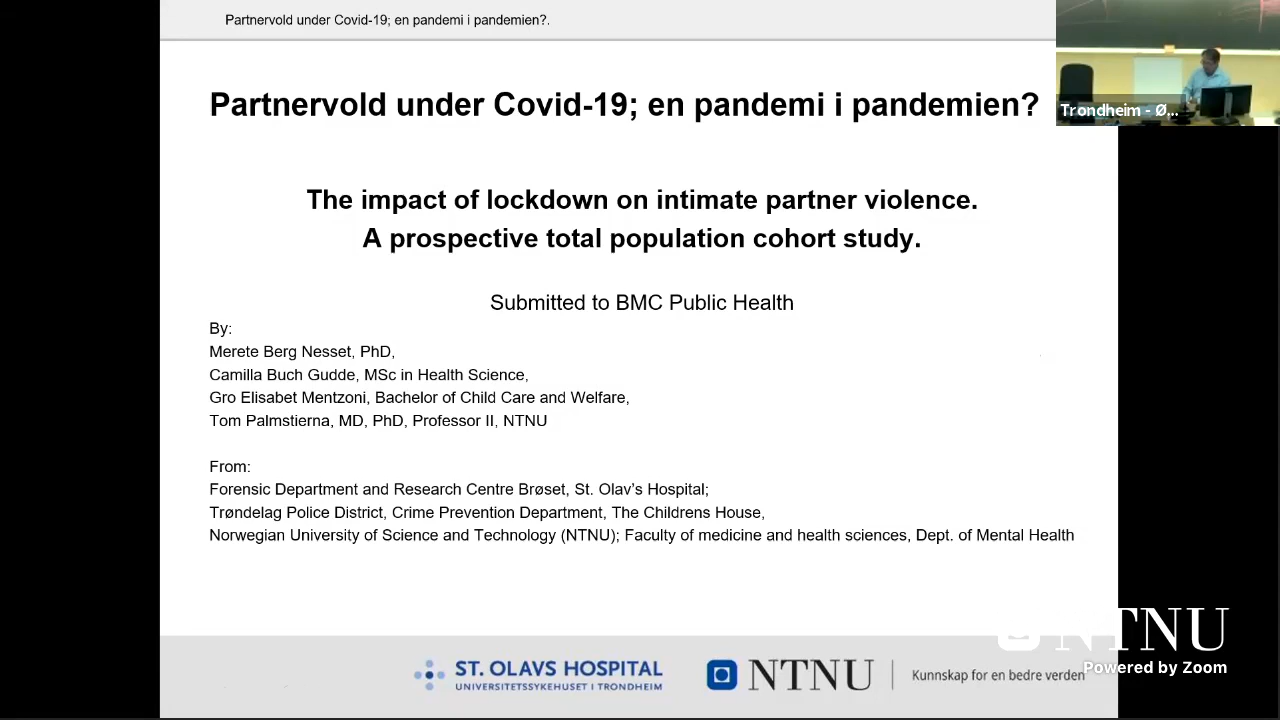 Partnervold under Covid-19; en pandemi i pandemien?.
Partnervold under Covid-19; en pandemi i pandemien?
Trondheim - Ø...
The impact of lockdown on intimate partner violence.
A prospective total population cohort study.
Submitted to BMC Public Health
By:
Merete Berg Nesset, PhD,
Camilla Buch Gudde, MSc in Health Science,
Gro Elisabet Mentzoni, Bachelor of Child Care and Welfare,
Tom Palmstierna, MD, PhD, Professor II, NTNU
From:
Forensic Department and Research Centre Brøset, St. Olav's Hospital;
Trøndelag Police District, Crime Prevention Department, The Childrens House,
Norwegian University of Science and Technology (NTNU); Faculty of medicine and health sciences, Dept. of Mental Health
ST. OLAVS HOSPITAL
UNIVERSITETSSYKEHUSET I TRONDHEIM
NTNU
Kunnskap for en bedre verden
NTNU
Powered by Zoom